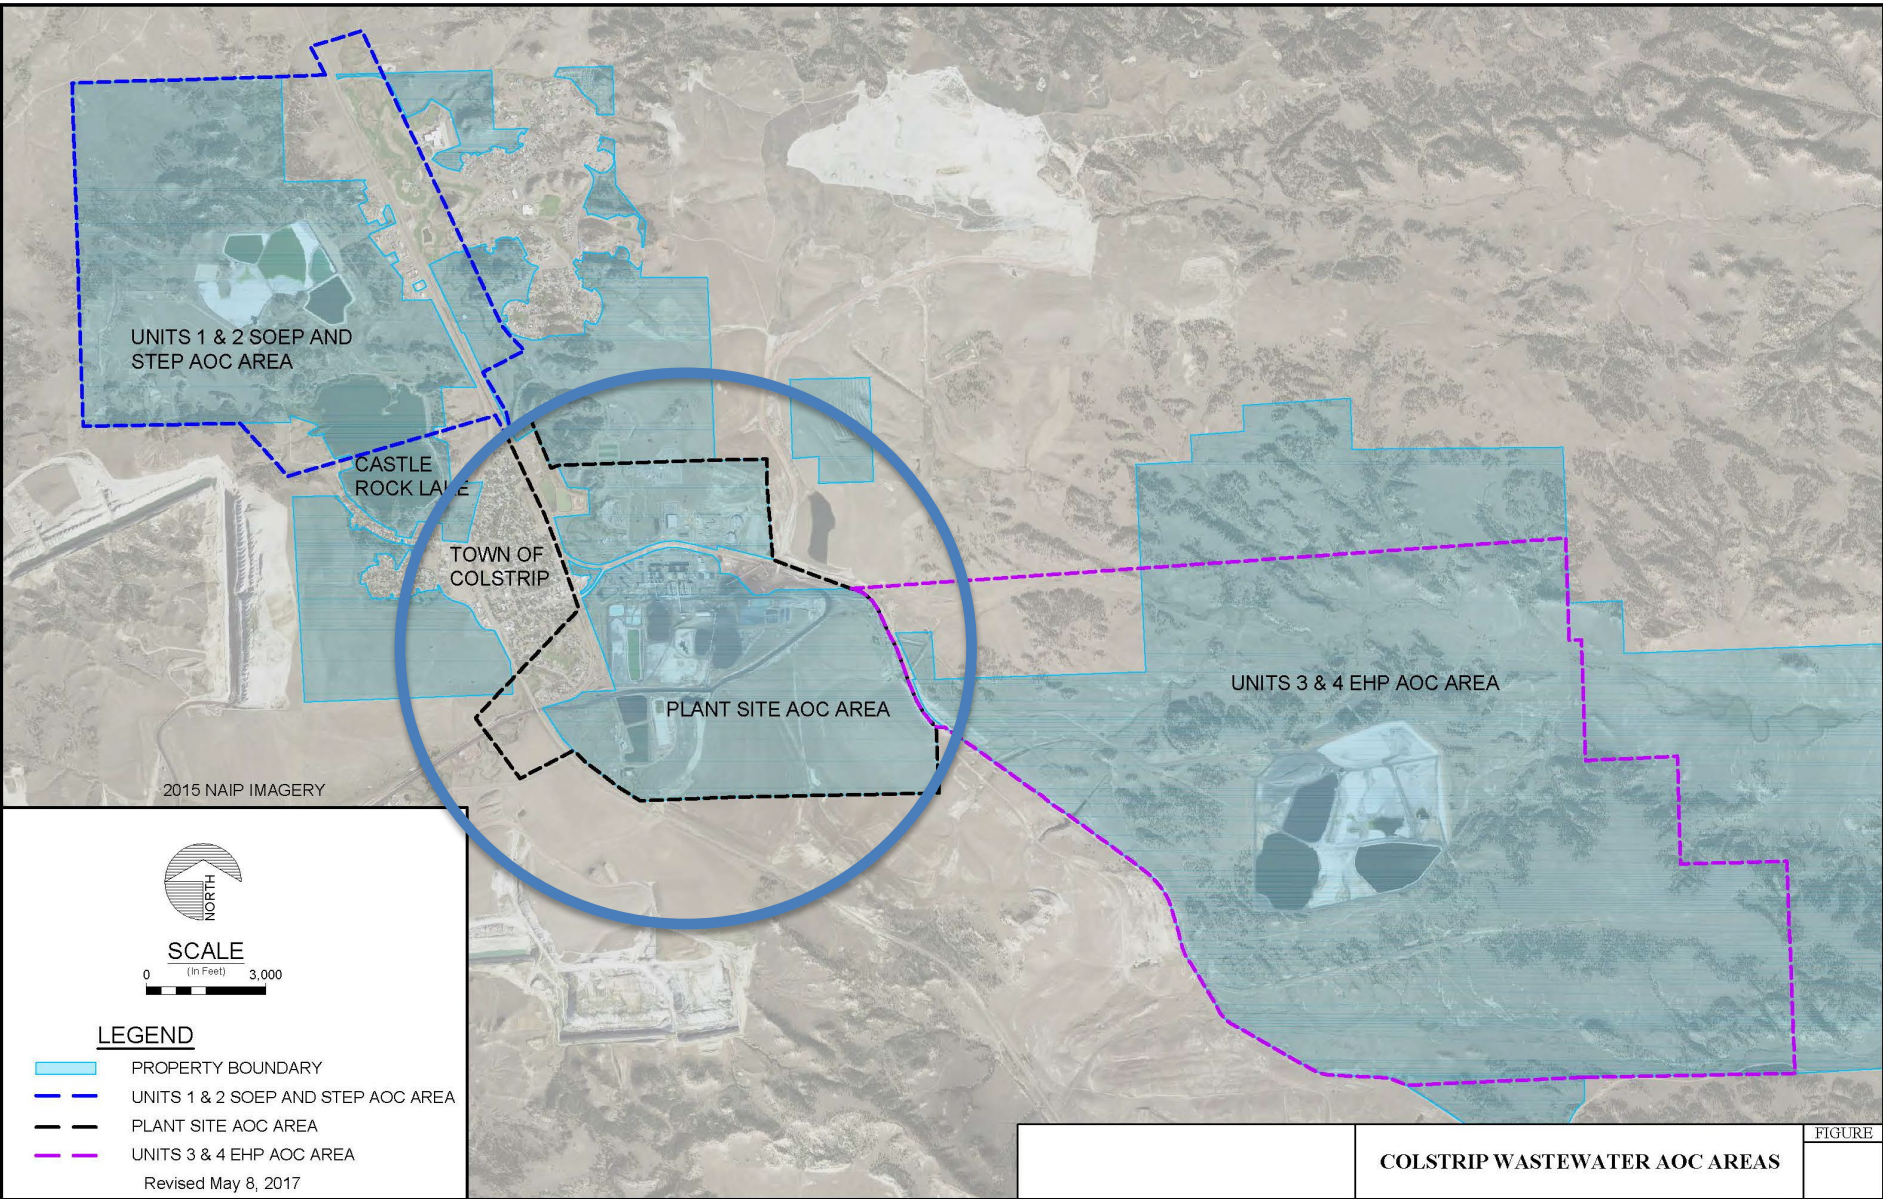 UNITS 1 & 2 SOEP AND
STEP AOC AREA
CASTLE
ROCK LAKE
TOWN OF
COLSTRIP
PLANT SITE AOC AREA
UNITS 3 & 4 EHP AOC AREA
2015 NAIP IMAGERY
NORTH
SCALE
(In Feet)
0 3,000
LEGEND
PROPERTY BOUNDARY
UNITS 1 & 2 SOEP AND STEP AOC AREA
PLANT SITE AOC AREA
UNITS 3 & 4 EHP AOC AREA
Revised May 8, 2017
COLSTRIP WASTEWATER AOC AREAS
FIGURE